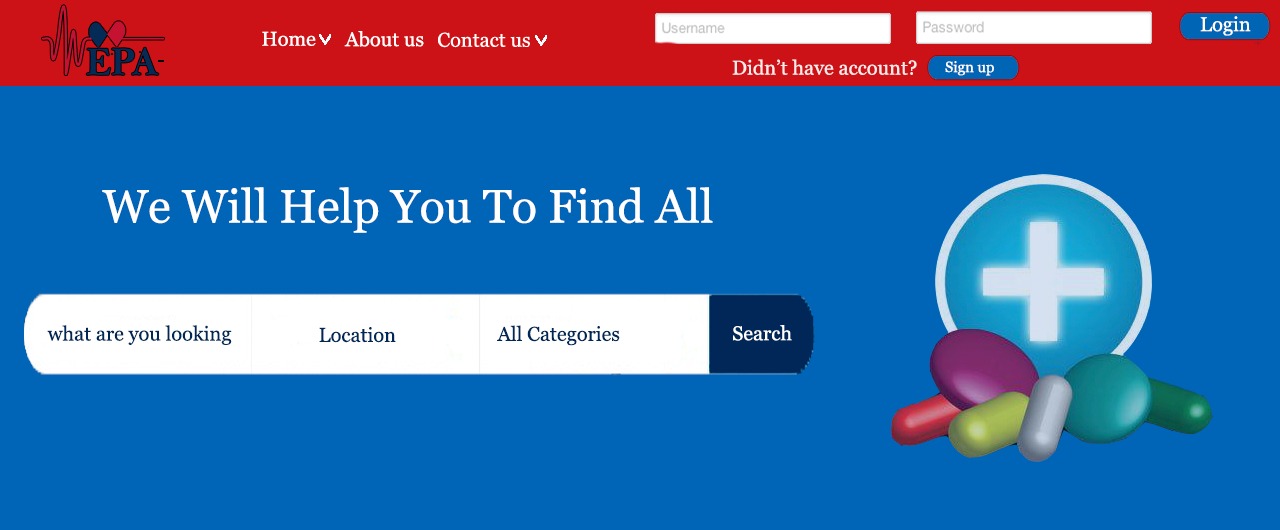 EPA
Home About us Contact us
Username
Password
Login
Didn't have account? Sign up
We Will Help You To Find All
what are you looking
Location
All Categories
Search